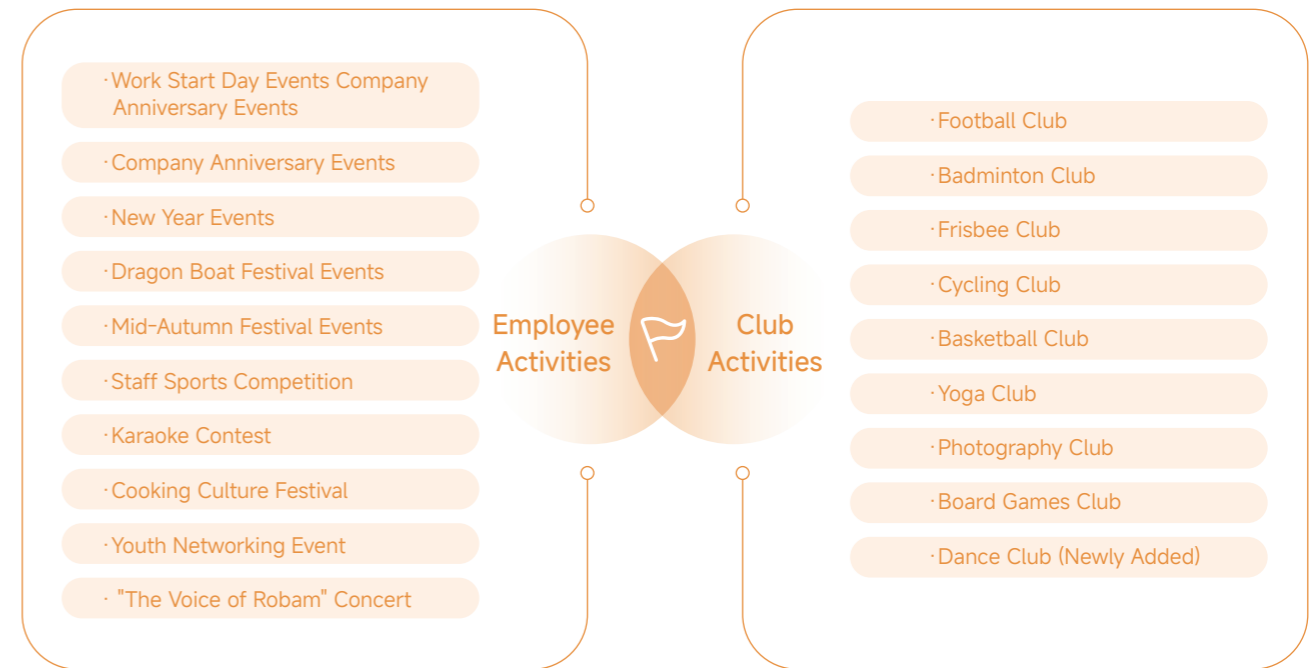 ·Work Start Day Events Company
Anniversary Events
·Company Anniversary Events
·New Year Events
·Dragon Boat Festival Events
·Mid-Autumn Festival Events
·Staff Sports Competition
·Karaoke Contest
·Cooking Culture Festival
·Youth Networking Event
· "The Voice of Robam" Concert
Employee
Activities
Club
Activities
·Football Club
·Badminton Club
·Frisbee Club
·Cycling Club
·Basketball Club
·Yoga Club
·Photography Club
·Board Games Club
·Dance Club (Newly Added)